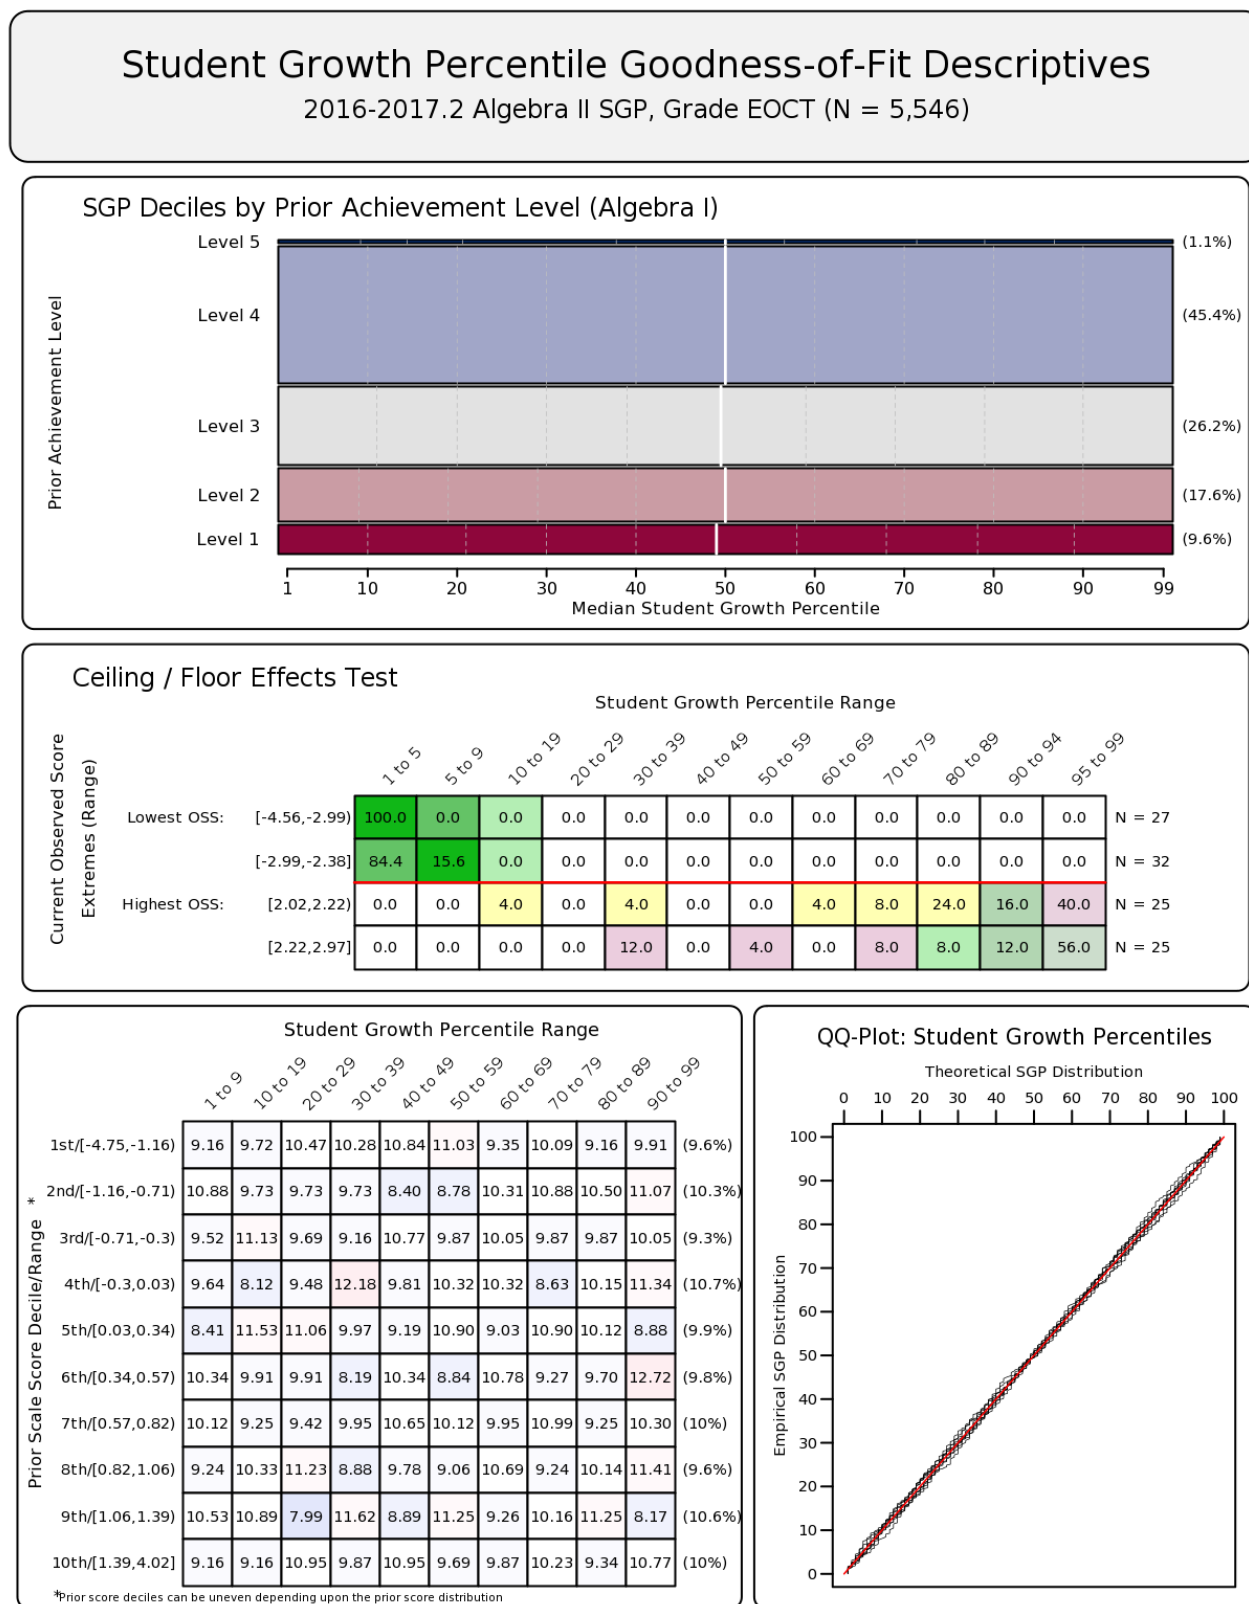 Student Growth Percentile Goodness-of-Fit Descriptives
2016-2017.2 Algebra II SGP, Grade EOCT (N = 5,546)
SGP Deciles by Prior Achievement Level (Algebra I)
Prior Achievement Level
Level 5 (1.1%)
Level 4 (45.4%)
Level 3 (26.2%)
Level 2 (17.6%)
Level 1 (9.6%)
1 10 20 30 40 50 60 70 80 90 99
Median Student Growth Percentile
Ceiling / Floor Effects Test
Student Growth Percentile Range
Current Observed Score
Extremes (Range)
1 to 5 5 to 9 10 to 19 20 to 29 30 to 39 40 to 49 50 to 59 60 to 69 70 to 79 80 to 89 90 to 94 95 to 99
Lowest OSS: [-4.56,-2.99) 100.0 0.0 0.0 0.0 0.0 0.0 0.0 0.0 0.0 0.0 0.0 0.0 N = 27
[-2.99,-2.38] 84.4 15.6 0.0 0.0 0.0 0.0 0.0 0.0 0.0 0.0 0.0 0.0 N = 32
Highest OSS: [2.02,2.22) 0.0 0.0 4.0 0.0 4.0 0.0 0.0 4.0 8.0 24.0 16.0 40.0 N = 25
[2.22,2.97] 0.0 0.0 0.0 0.0 12.0 0.0 4.0 0.0 8.0 8.0 12.0 56.0 N = 25
Student Growth Percentile Range
Prior Scale Score Decile/Range *
1 to 9 10 to 19 20 to 29 30 to 39 40 to 49 50 to 59 60 to 69 70 to 79 80 to 89 90 to 99
1st/[-4.75,-1.16) 9.16 9.72 10.47 10.28 10.84 11.03 9.35 10.09 9.16 9.91 (9.6%)
2nd/[-1.16,-0.71) 10.88 9.73 9.73 9.73 8.40 8.78 10.31 10.88 10.50 11.07 (10.3%)
3rd/[-0.71,-0.3) 9.52 11.13 9.69 9.16 10.77 9.87 10.05 9.87 9.87 10.05 (9.3%)
4th/[-0.3,0.03) 9.64 8.12 9.48 12.18 9.81 10.32 10.32 8.63 10.15 11.34 (10.7%)
5th/[0.03,0.34) 8.41 11.53 11.06 9.97 9.19 10.90 9.03 10.90 10.12 8.88 (9.9%)
6th/[0.34,0.57) 10.34 9.91 9.91 8.19 10.34 8.84 10.78 9.27 9.70 12.72 (9.8%)
7th/[0.57,0.82) 10.12 9.25 9.42 9.95 10.65 10.12 9.95 10.99 9.25 10.30 (10%)
8th/[0.82,1.06) 9.24 10.33 11.23 8.88 9.78 9.06 10.69 9.24 10.14 11.41 (9.6%)
9th/[1.06,1.39) 10.53 10.89 7.99 11.62 8.89 11.25 9.26 10.16 11.25 8.17 (10.6%)
10th/[1.39,4.02] 9.16 9.16 10.95 9.87 10.95 9.69 9.87 10.23 9.34 10.77 (10%)
*Prior score deciles can be uneven depending upon the prior score distribution
QQ-Plot: Student Growth Percentiles
Theoretical SGP Distribution
0 10 20 30 40 50 60 70 80 90 100
Empirical SGP Distribution
100
90
80
70
60
50
40
30
20
10
0